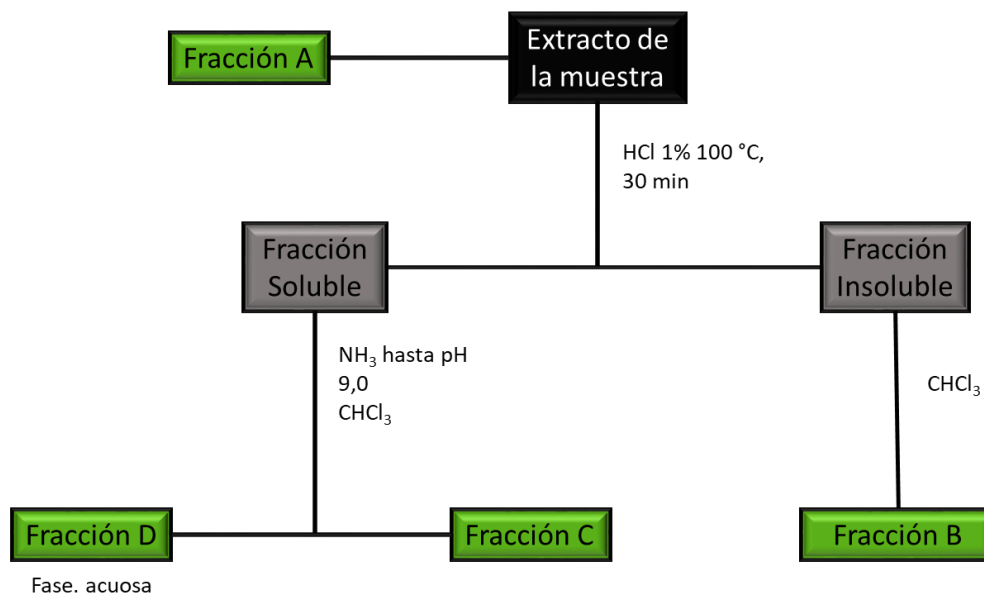 Fracción A
Extracto de
la muestra
HCl 1% 100 °C,
30 min
Fracción
Soluble
Fracción
Insoluble
NH₃ hasta pH
9,0
CHCl₃
CHCl₃
Fracción D
Fracción C
Fracción B
Fase. acuosa